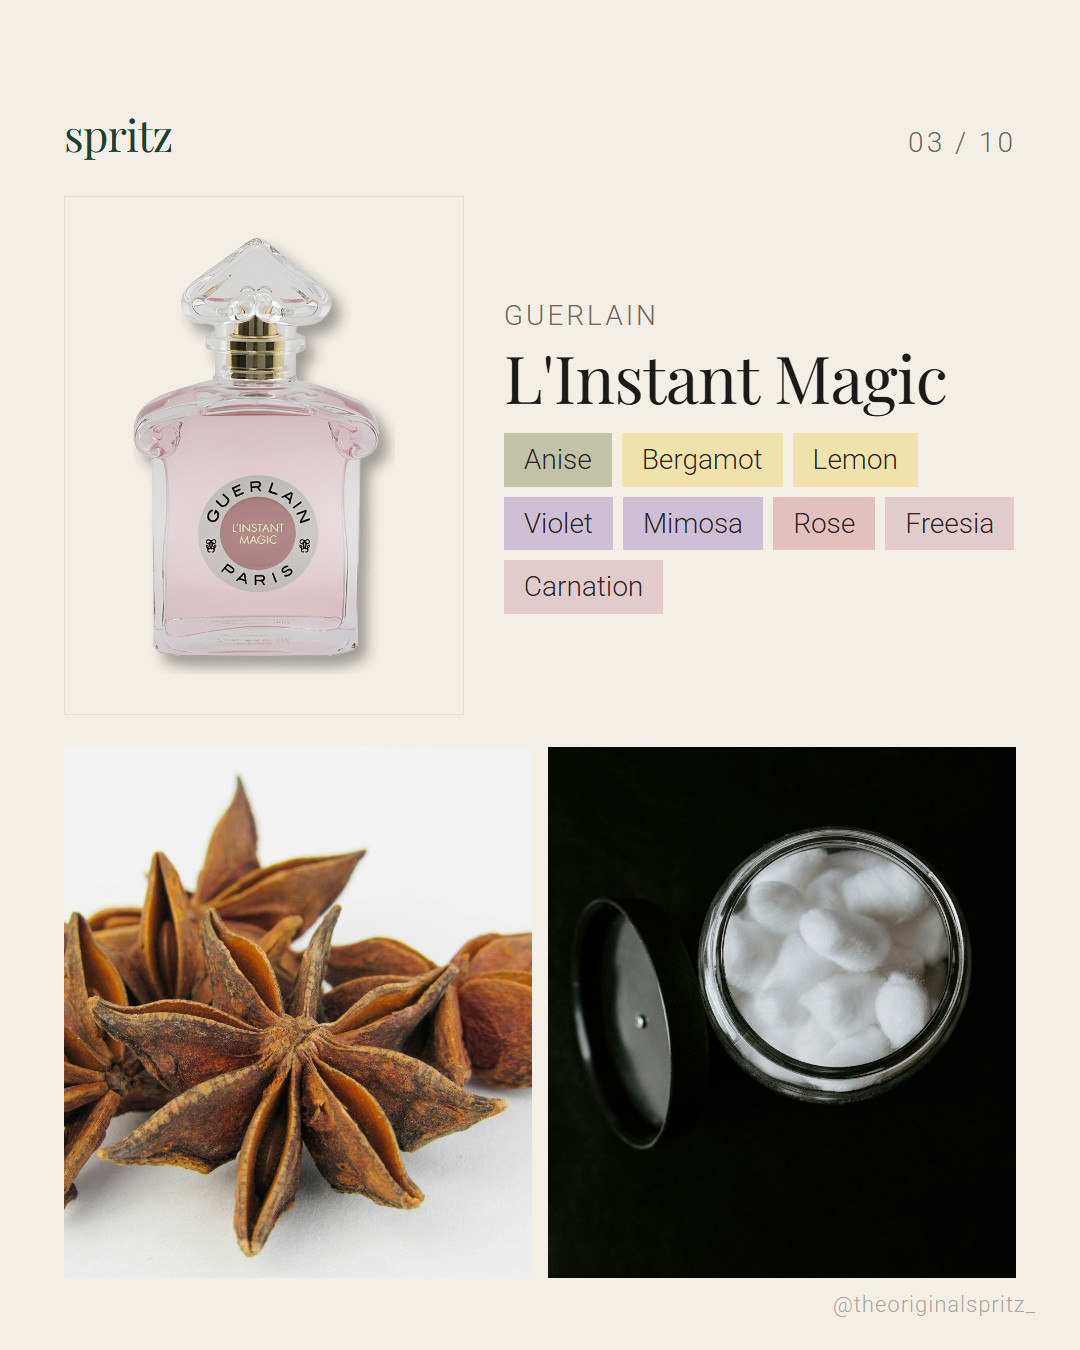 spritz
03 / 10
GUERLAIN
L'Instant Magic
Anise Bergamot Lemon
Violet Mimosa Rose Freesia
Carnation
GUERLAIN
L'INSTANT
MAGIC
PARIS
@theoriginalspritz_